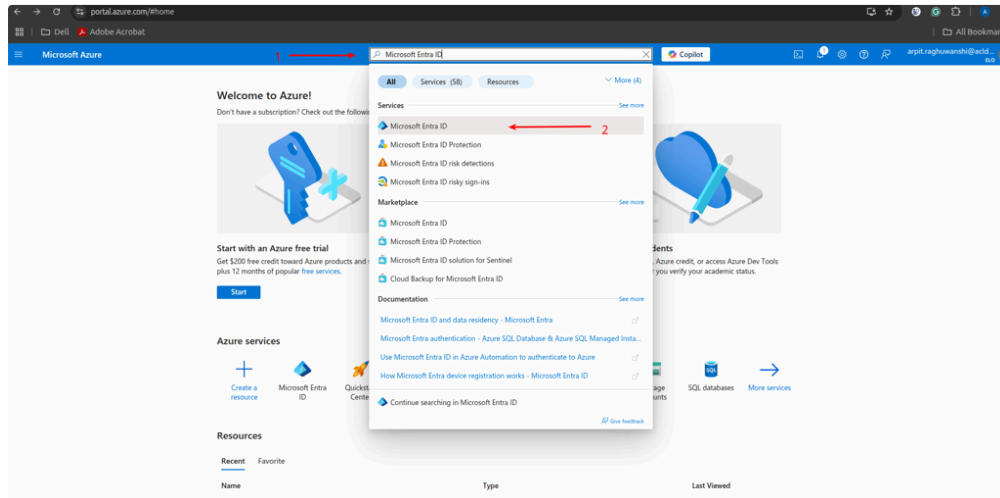 portal.azure.com/#home
Dell
Adobe Acrobat
All Bookmar
Microsoft Azure
1
Microsoft Entra ID
Copilot
1
arpit.raghuwanshi@acld...
Welcome to Azure!
Don't have a subscription? Check out the followi
All
Services (58)
Resources
More (4)
Services
See more
Microsoft Entra ID
2
Microsoft Entra ID Protection
Microsoft Entra ID risk detections
Microsoft Entra ID risky sign-ins
Marketplace
See more
Microsoft Entra ID
Microsoft Entra ID Protection
Microsoft Entra ID solution for Sentinel
Cloud Backup for Microsoft Entra ID
Documentation
See more
Microsoft Entra ID and data residency - Microsoft Entra
Microsoft Entra authentication - Azure SQL Database & Azure SQL Managed Insta...
Use Microsoft Entra ID in Azure Automation to authenticate to Azure
How Microsoft Entra device registration works - Microsoft Entra ID
Continue searching in Microsoft Entra ID
Give feedback
Start with an Azure free trial
Get $200 free credit toward Azure products and s
plus 12 months of popular free services.
Start
dents
Azure credit, or access Azure Dev Tools
you verify your academic status.
Azure services
Create a
resource
Microsoft Entra
ID
Quickst
Cente
age
unts
SQL
SQL databases
More services
Resources
Recent
Favorite
Name
Type
Last Viewed